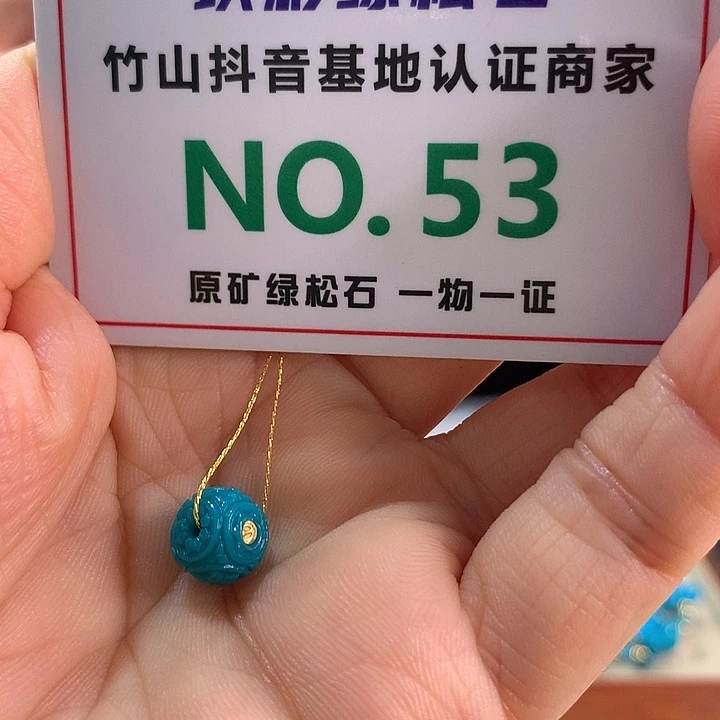 竹山抖音基地认证商家
NO. 53
原矿绿松石 一物一证